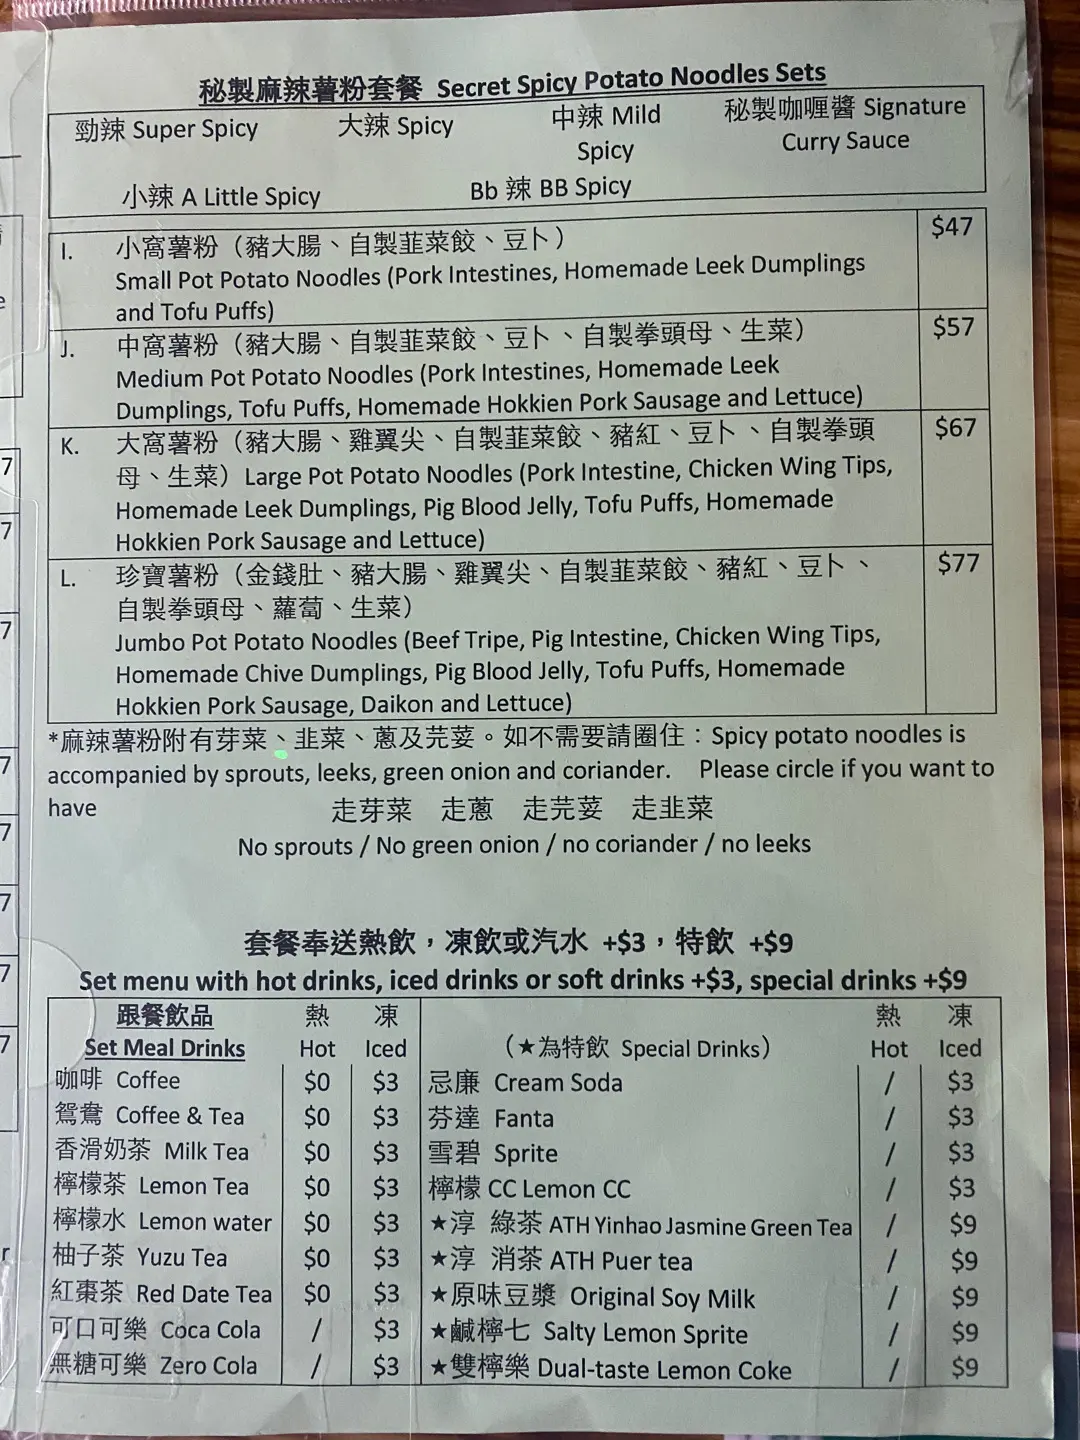 秘製麻辣薯粉套餐 Secret Spicy Potato Noodles Sets
勁辣 Super Spicy 大辣 Spicy 中辣 Mild Spicy 秘製咖喱醬 Signature Curry Sauce
小辣 A Little Spicy Bb 辣 BB Spicy
I. 小窩薯粉（豬大腸、自製韮菜餃、豆卜） $47
Small Pot Potato Noodles (Pork Intestines, Homemade Leek Dumplings
and Tofu Puffs)
J. 中窩薯粉（豬大腸、自製韮菜餃、豆卜、自製拳頭母、生菜） $57
Medium Pot Potato Noodles (Pork Intestines, Homemade Leek
Dumplings, Tofu Puffs, Homemade Hokkien Pork Sausage and Lettuce)
K. 大窩薯粉（豬大腸、雞翼尖、自製韮菜餃、豬紅、豆卜、自製拳頭 $67
母、生菜）Large Pot Potato Noodles (Pork Intestine, Chicken Wing Tips,
Homemade Leek Dumplings, Pig Blood Jelly, Tofu Puffs, Homemade
Hokkien Pork Sausage and Lettuce)
L. 珍寶薯粉（金錢肚、豬大腸、雞翼尖、自製韮菜餃、豬紅、豆卜、 $77
自製拳頭母、蘿蔔、生菜）
Jumbo Pot Potato Noodles (Beef Tripe, Pig Intestine, Chicken Wing Tips,
Homemade Chive Dumplings, Pig Blood Jelly, Tofu Puffs, Homemade
Hokkien Pork Sausage, Daikon and Lettuce)
*麻辣薯粉附有芽菜、韭菜、蔥及芫荽。如不需要請圈住：Spicy potato noodles is
accompanied by sprouts, leeks, green onion and coriander. Please circle if you want to
have 走芽菜 走蔥 走芫荽 走韭菜
No sprouts / No green onion / no coriander / no leeks
套餐奉送熱飲，凍飲或汽水 +$3，特飲 +$9
Set menu with hot drinks, iced drinks or soft drinks +$3, special drinks +$9
跟餐飲品 熱 凍 熱 凍
Set Meal Drinks Hot Iced （★為特飲 Special Drinks） Hot Iced
咖啡 Coffee $0 $3 忌廉 Cream Soda / $3
鴛鴦 Coffee & Tea $0 $3 芬達 Fanta / $3
香滑奶茶 Milk Tea $0 $3 雪碧 Sprite / $3
檸檬茶 Lemon Tea $0 $3 檸檬 CC Lemon CC / $3
檸檬水 Lemon water $0 $3 ★淳 綠茶 ATH Yinhao Jasmine Green Tea / $9
柚子茶 Yuzu Tea $0 $3 ★淳 消茶 ATH Puer tea / $9
紅棗茶 Red Date Tea $0 $3 ★原味豆漿 Original Soy Milk / $9
可口可樂 Coca Cola / $3 ★鹹檸七 Salty Lemon Sprite / $9
無糖可樂 Zero Cola / $3 ★雙檸樂 Dual-taste Lemon Coke / $9